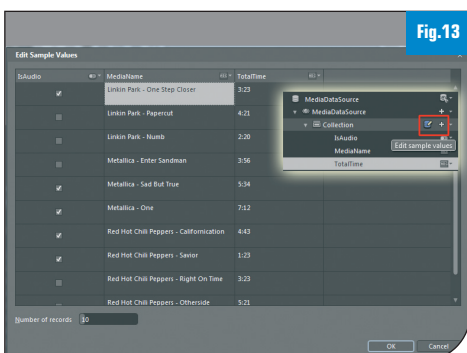 Fig.13
Edit Sample Values
IsAudio MediaName TotalTime
Linkin Park - One Step Closer 3:23
Linkin Park - Papercut 4:21
Linkin Park - Numb 2:20
Metallica - Enter Sandman 3:56
Metallica - Sad But True 5:34
Metallica - One 7:12
Red Hot Chili Peppers - Californication 4:43
Red Hot Chili Peppers - Savior 1:23
Red Hot Chili Peppers - Right On Time 3:23
Red Hot Chili Peppers - Otherside 5:21
MediaDataSource
MediaDataSource
Collection
IsAudio
Edit sample values
MediaName
TotalTime
Number of records 10
OK Cancel